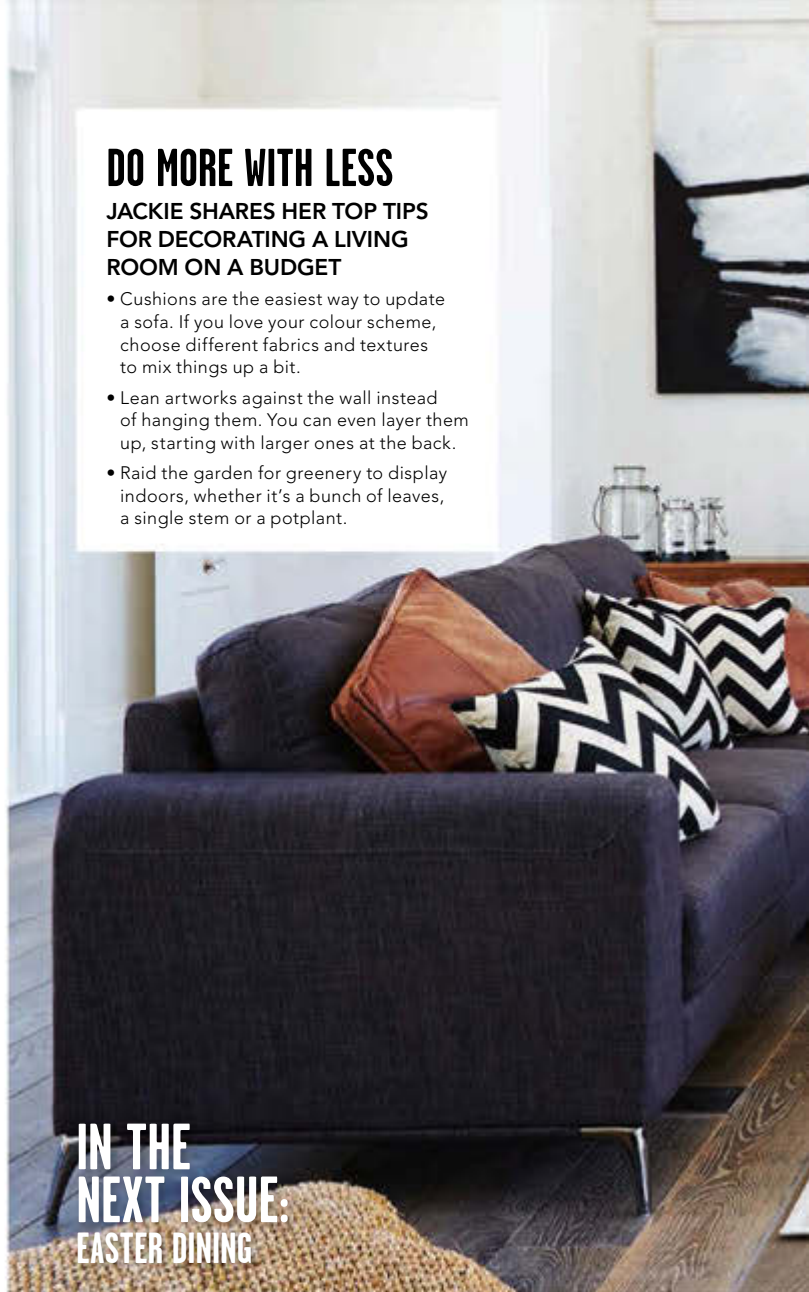 DO MORE WITH LESS
JACKIE SHARES HER TOP TIPS
FOR DECORATING A LIVING
ROOM ON A BUDGET
• Cushions are the easiest way to update
a sofa. If you love your colour scheme,
choose different fabrics and textures
to mix things up a bit.
• Lean artworks against the wall instead
of hanging them. You can even layer them
up, starting with larger ones at the back.
• Raid the garden for greenery to display
indoors, whether it’s a bunch of leaves,
a single stem or a potplant.
IN THE
NEXT ISSUE:
EASTER DINING